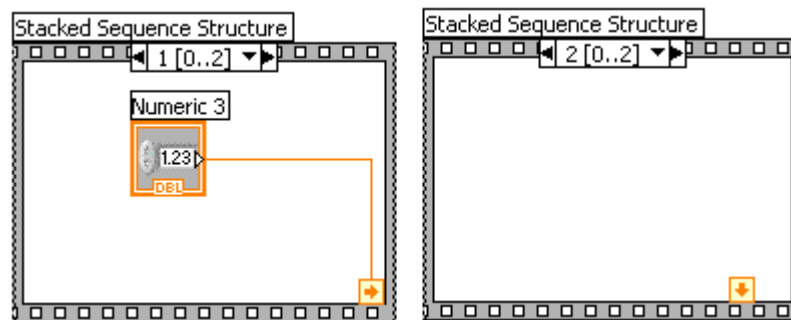 Stacked Sequence Structure
1 [0..2]
Numeric 3
1.23
DBL
Stacked Sequence Structure
2 [0..2]